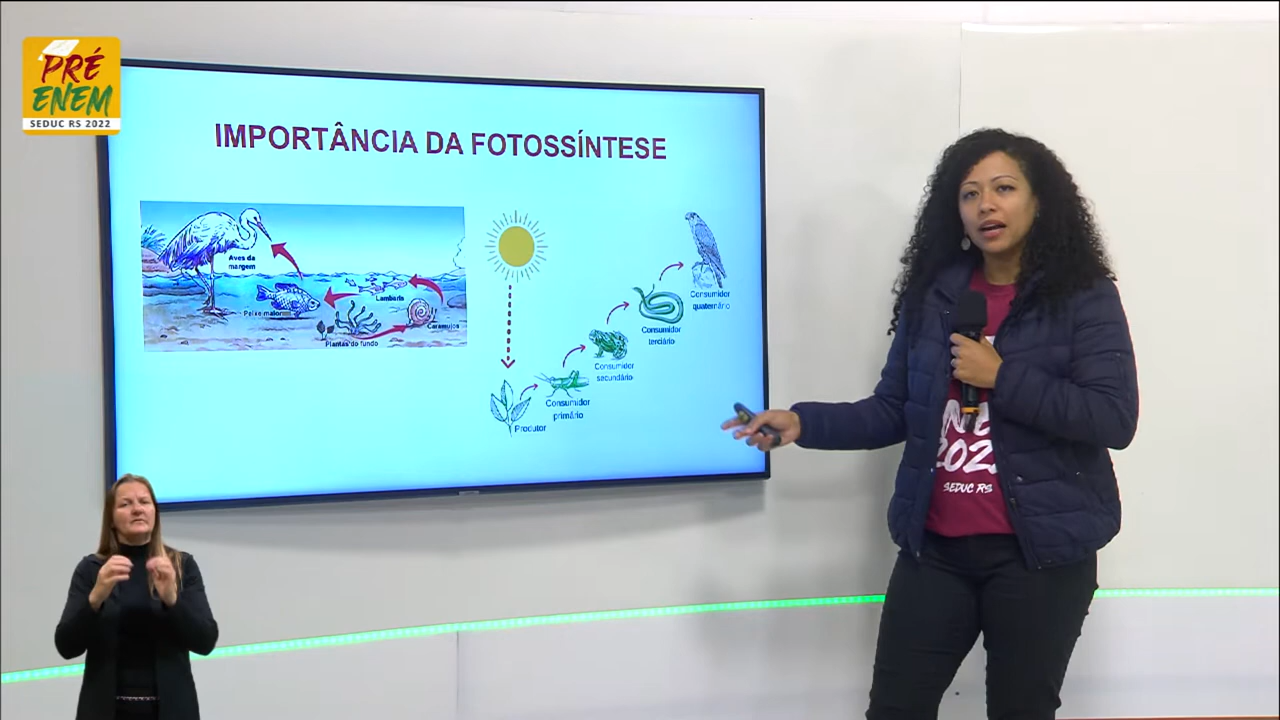 PRÉ
ENEM
SEDUC RS 2022
IMPORTÂNCIA DA FOTOSSÍNTESE
Aves da
margem
Lambaris
Peixe maiores
Caramujos
Plantas do fundo
Consumidor
quaternário
Consumidor
terciário
Consumidor
secundário
Consumidor
primário
Produtor
202
SEDUC RS